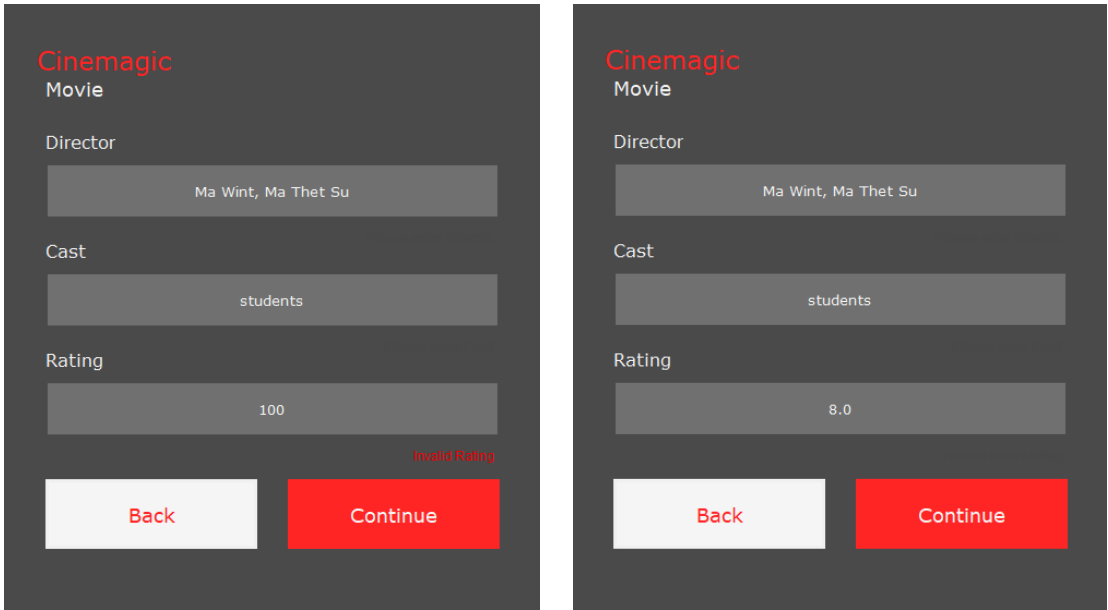 Cinemagic
Movie
Director
Ma Wint, Ma Thet Su
Cast
students
Rating
100
Invalid Rating
Back
Continue
Cinemagic
Movie
Director
Ma Wint, Ma Thet Su
Cast
students
Rating
8.0
Back
Continue